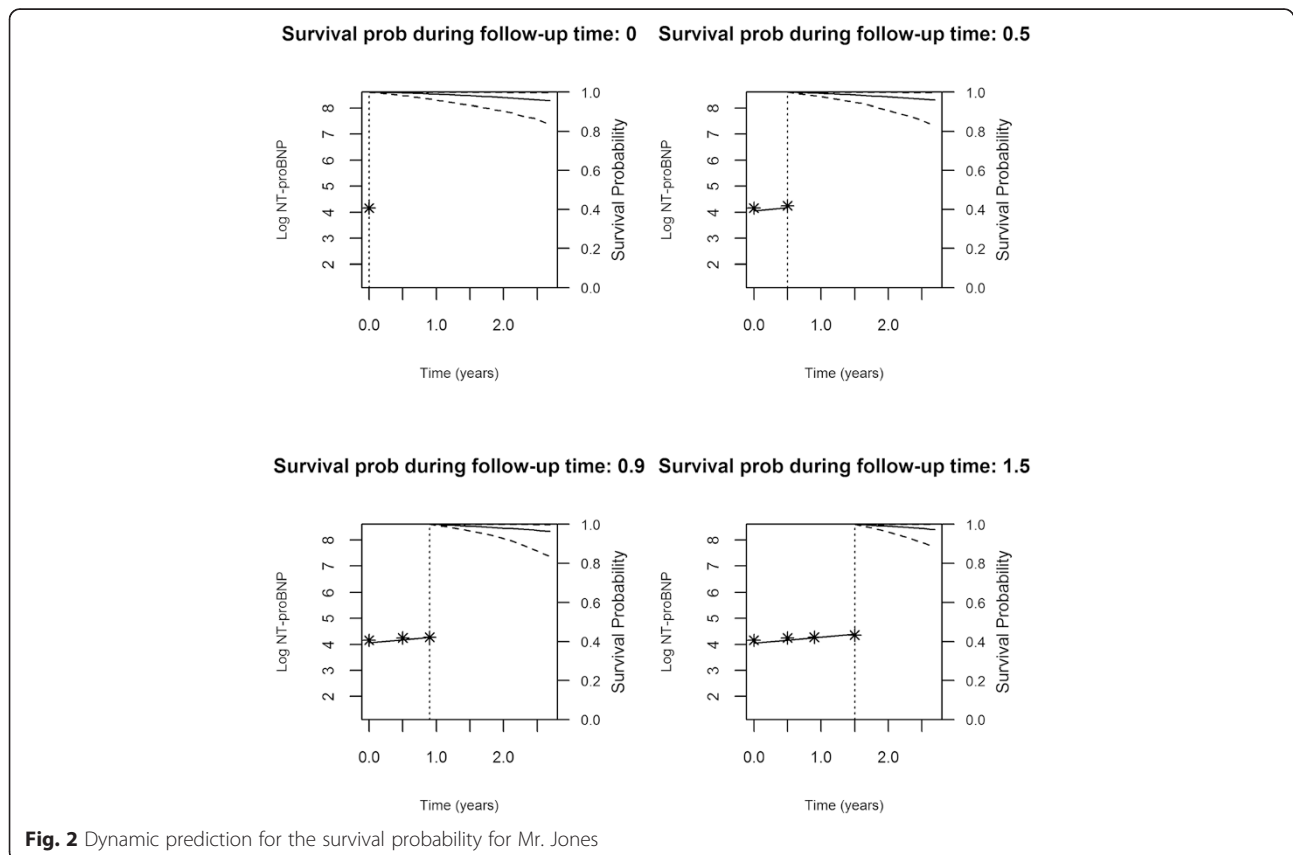 Survival prob during follow-up time: 0
Survival prob during follow-up time: 0.5
Log NT-proBNP
8
7
6
5
4
3
2
1.0
0.8
0.6
0.4
0.2
0.0
Survival Probability
0.0 1.0 2.0
Time (years)
Log NT-proBNP
8
7
6
5
4
3
2
1.0
0.8
0.6
0.4
0.2
0.0
Survival Probability
0.0 1.0 2.0
Time (years)
Survival prob during follow-up time: 0.9
Survival prob during follow-up time: 1.5
Log NT-proBNP
8
7
6
5
4
3
2
1.0
0.8
0.6
0.4
0.2
0.0
Survival Probability
0.0 1.0 2.0
Time (years)
Log NT-proBNP
8
7
6
5
4
3
2
1.0
0.8
0.6
0.4
0.2
0.0
Survival Probability
0.0 1.0 2.0
Time (years)
Fig. 2 Dynamic prediction for the survival probability for Mr. Jones